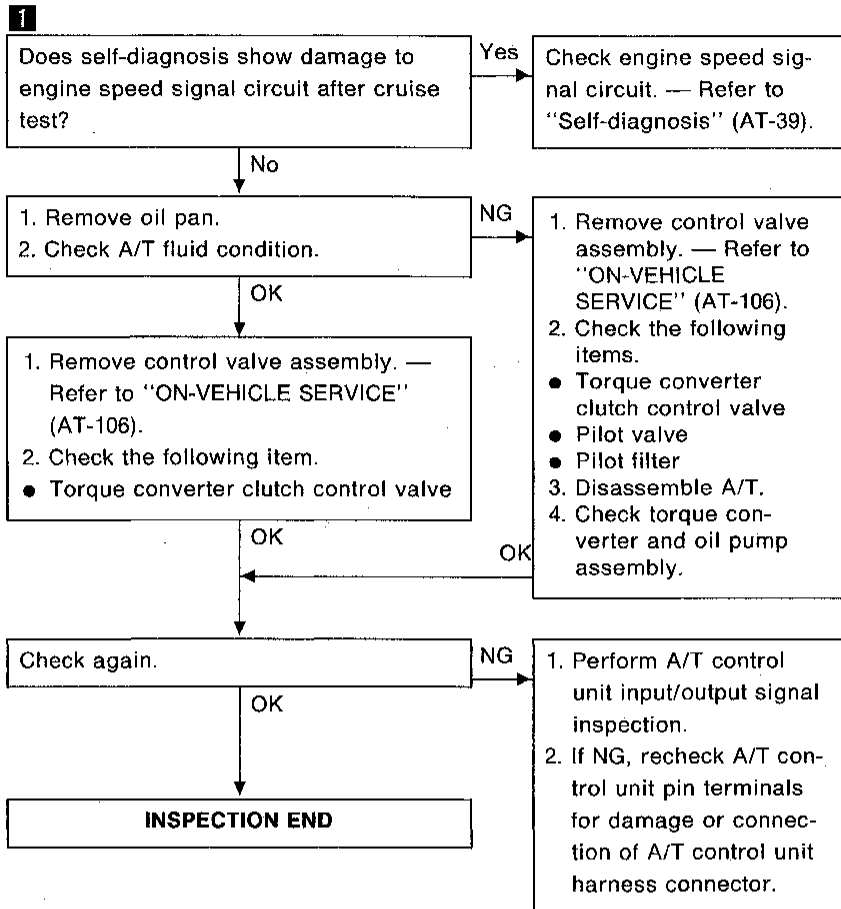 1
Does self-diagnosis show damage to
engine speed signal circuit after cruise
test?
Yes
Check engine speed sig-
nal circuit. — Refer to
"Self-diagnosis" (AT-39).
No
1. Remove oil pan.
2. Check A/T fluid condition.
NG
1. Remove control valve
assembly. — Refer to
"ON-VEHICLE
SERVICE" (AT-106).
2. Check the following
items.
● Torque converter
clutch control valve
● Pilot valve
● Pilot filter
3. Disassemble A/T.
4. Check torque con-
verter and oil pump
assembly.
OK
1. Remove control valve assembly. —
Refer to "ON-VEHICLE SERVICE"
(AT-106).
2. Check the following item.
● Torque converter clutch control valve
OK
OK
Check again.
NG
1. Perform A/T control
unit input/output signal
inspection.
2. If NG, recheck A/T con-
trol unit pin terminals
for damage or connec-
tion of A/T control unit
harness connector.
OK
INSPECTION END